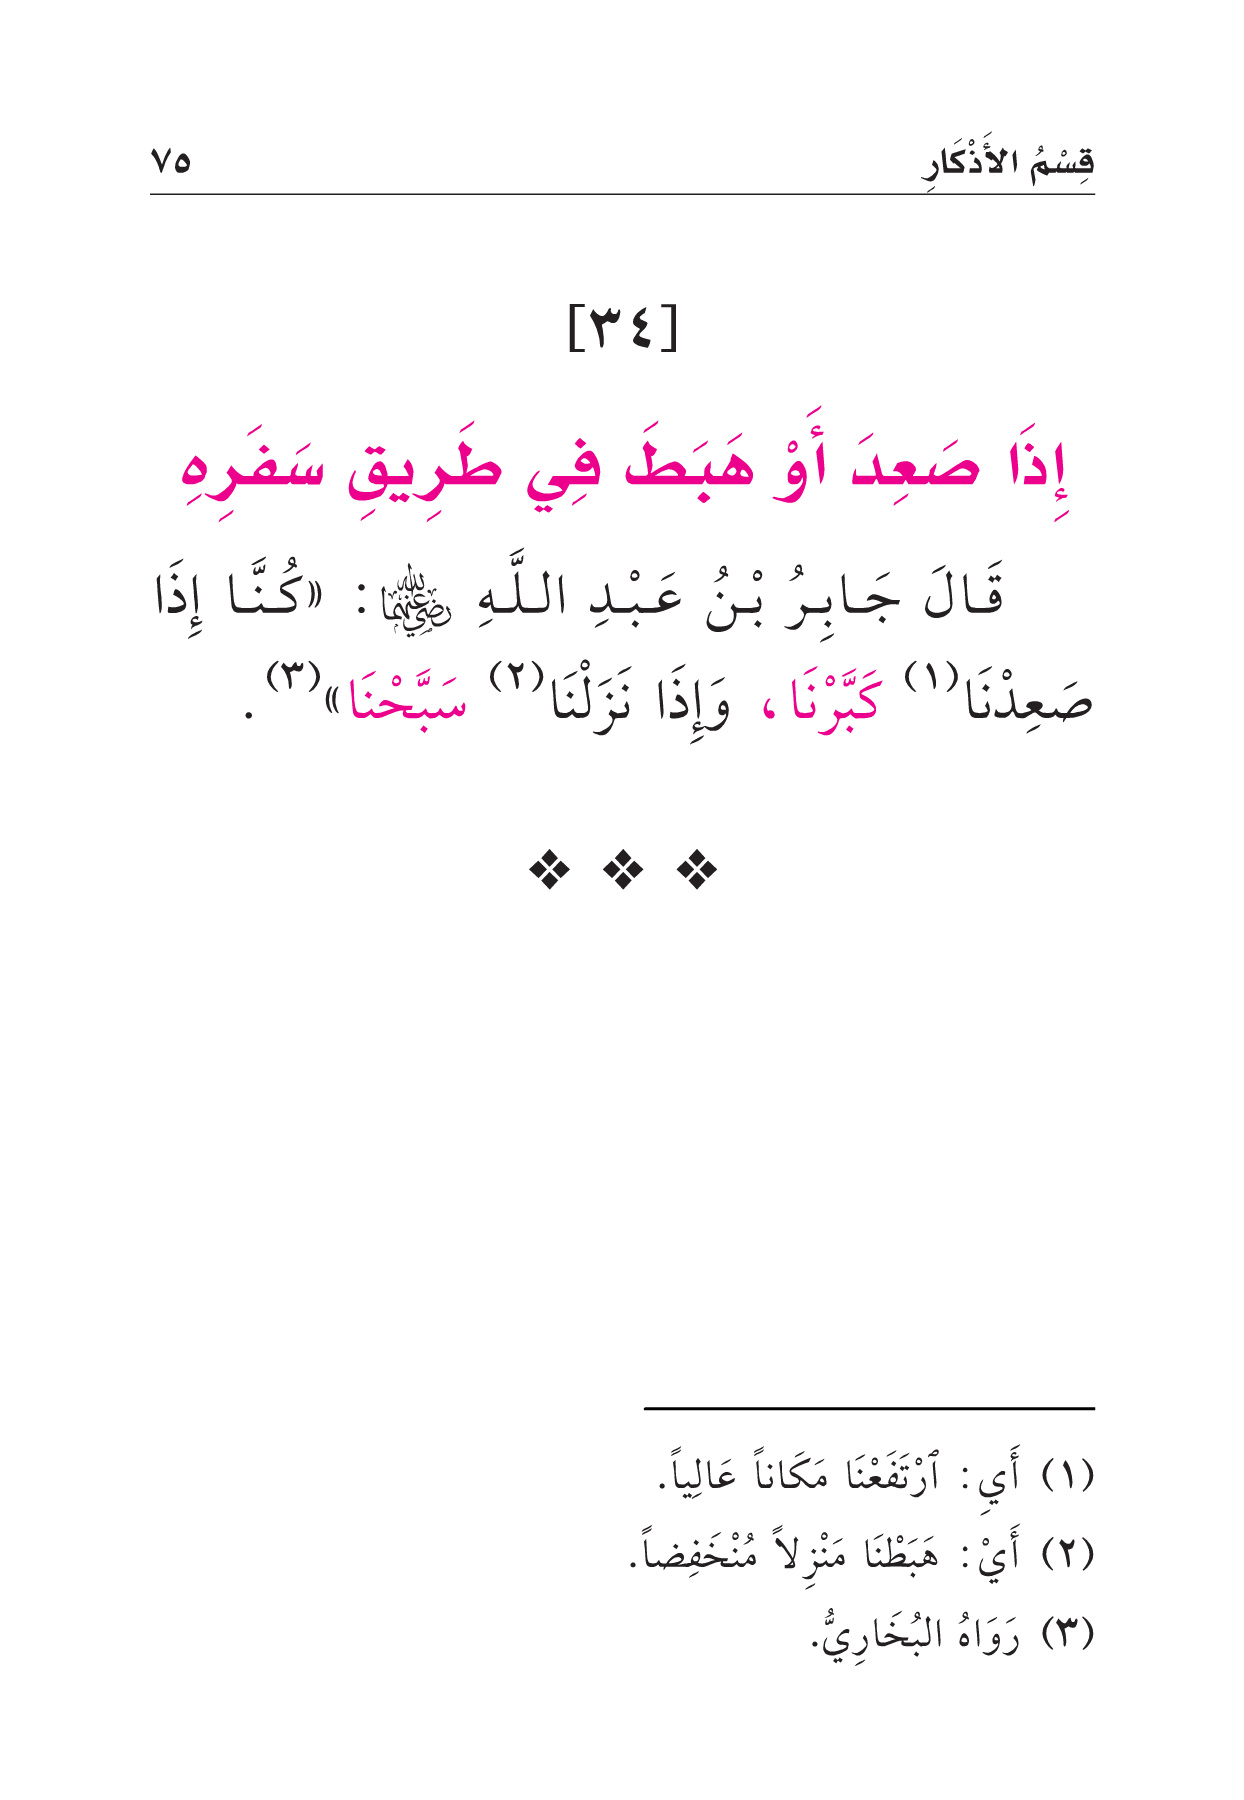 قِسْمُ الأَذْكَارِ ٧٥
[٣٤]
إِذَا صَعِدَ أَوْ هَبَطَ فِي طَرِيقِ سَفَرِهِ
قَالَ جَابِرُ بْنُ عَبْدِ اللَّهِ رضي الله عنهما: «كُنَّا إِذَا
صَعِدْنَا(١) كَبَّرْنَا، وَإِذَا نَزَلْنَا(٢) سَبَّحْنَا»(٣).
(١) أَيِ: ٱرْتَفَعْنَا مَكَاناً عَالِياً.
(٢) أَيْ: هَبَطْنَا مَنْزِلاً مُنْخَفِضاً.
(٣) رَوَاهُ البُخَارِيُّ.